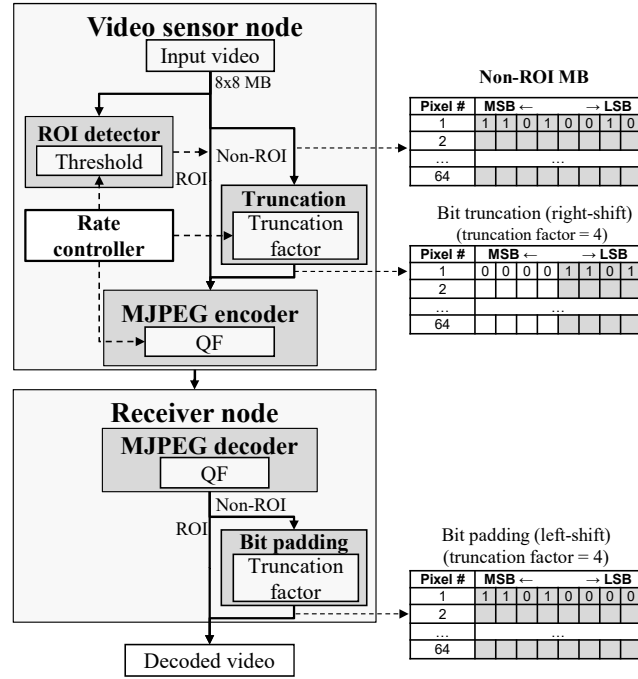 Video sensor node
Input video
8x8 MB
ROI detector
Threshold
Non-ROI
ROI
Truncation
Truncation
factor
Rate
controller
MJPEG encoder
QF
Receiver node
MJPEG decoder
QF
Non-ROI
ROI
Bit padding
Truncation
factor
Decoded video
Non-ROI MB
Pixel # MSB ← → LSB
1 1 1 0 1 0 0 1 0
2
... ...
64
Bit truncation (right-shift)
(truncation factor = 4)
Pixel # MSB ← → LSB
1 0 0 0 0 1 1 0 1
2
... ...
64
Bit padding (left-shift)
(truncation factor = 4)
Pixel # MSB ← → LSB
1 1 1 0 1 0 0 0 0
2
... ...
64